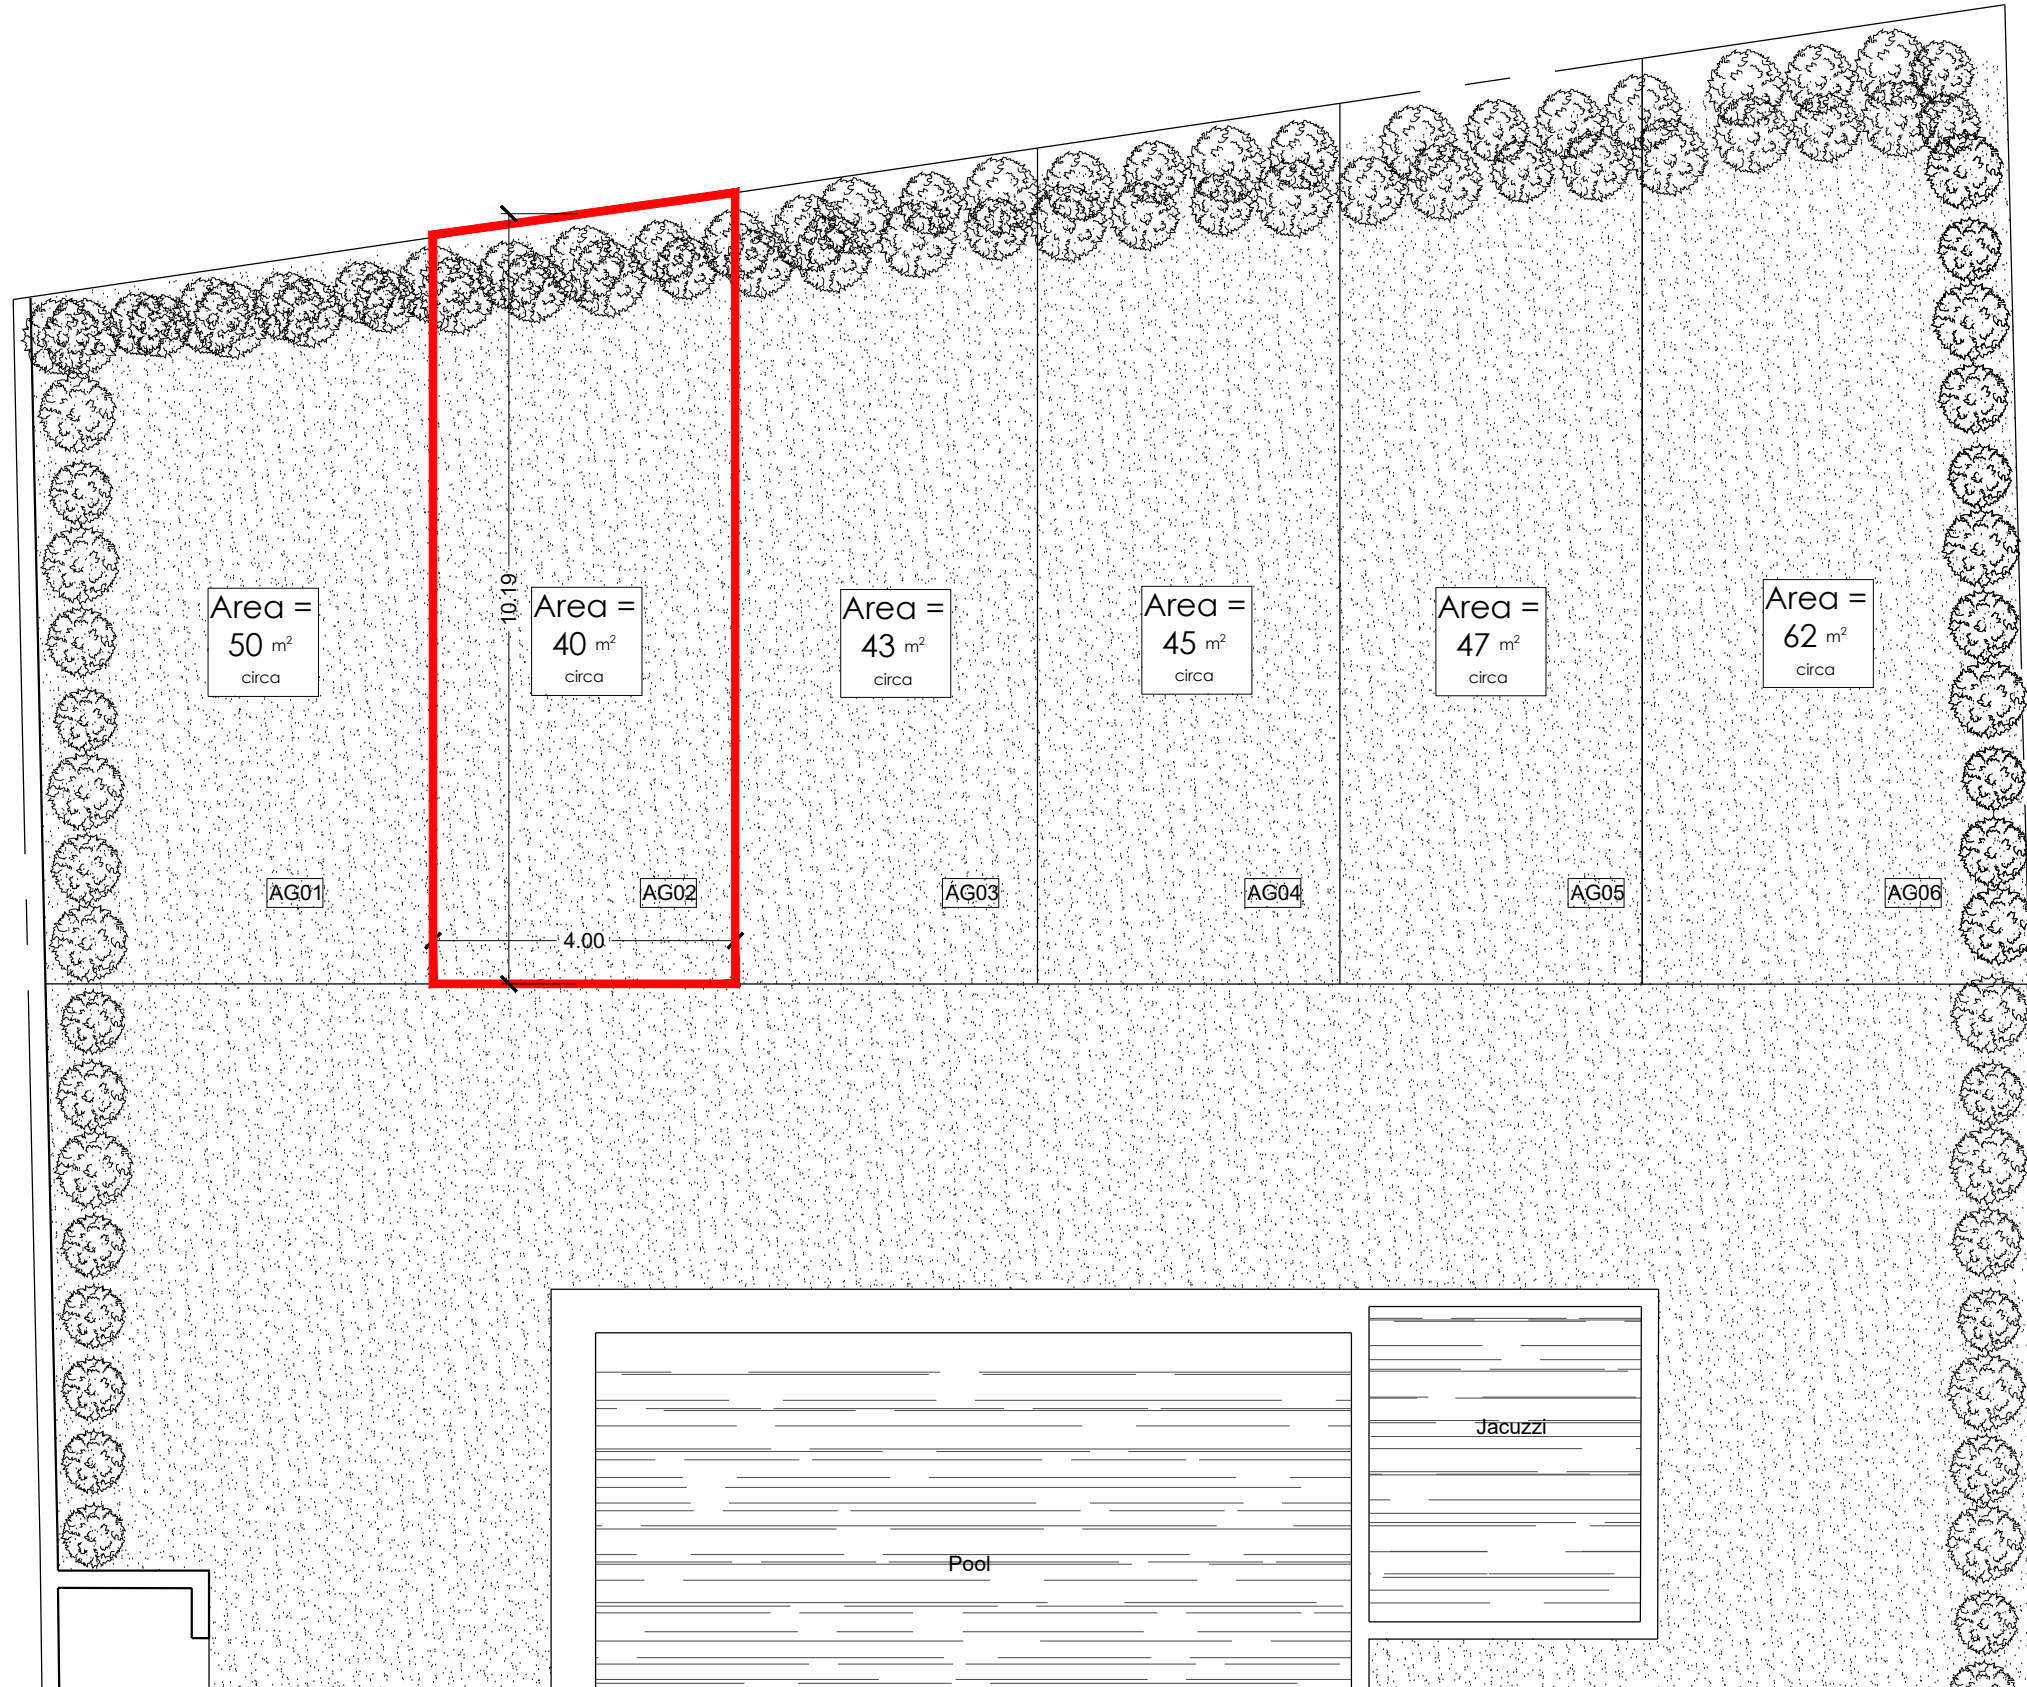 Area =
50 m²
circa
10.19
Area =
40 m²
circa
Area =
43 m²
circa
Area =
45 m²
circa
Area =
47 m²
circa
Area =
62 m²
circa
AG01
AG02
AG03
AG04
AG05
AG06
4.00
Jacuzzi
Pool